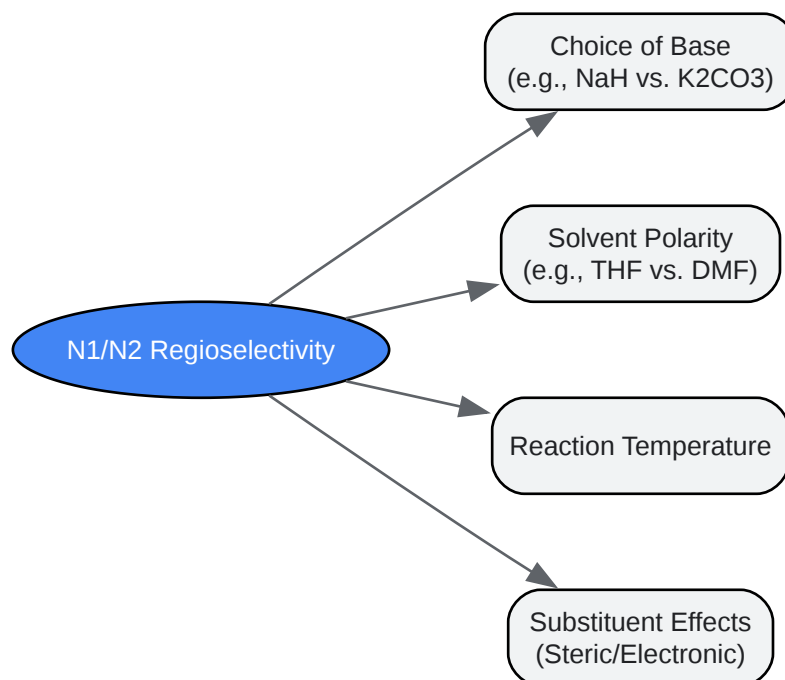 Choice of Base
(e.g., NaH vs. K2CO3)
Solvent Polarity
(e.g., THF vs. DMF)
N1/N2 Regioselectivity
Reaction Temperature
Substituent Effects
(Steric/Electronic)